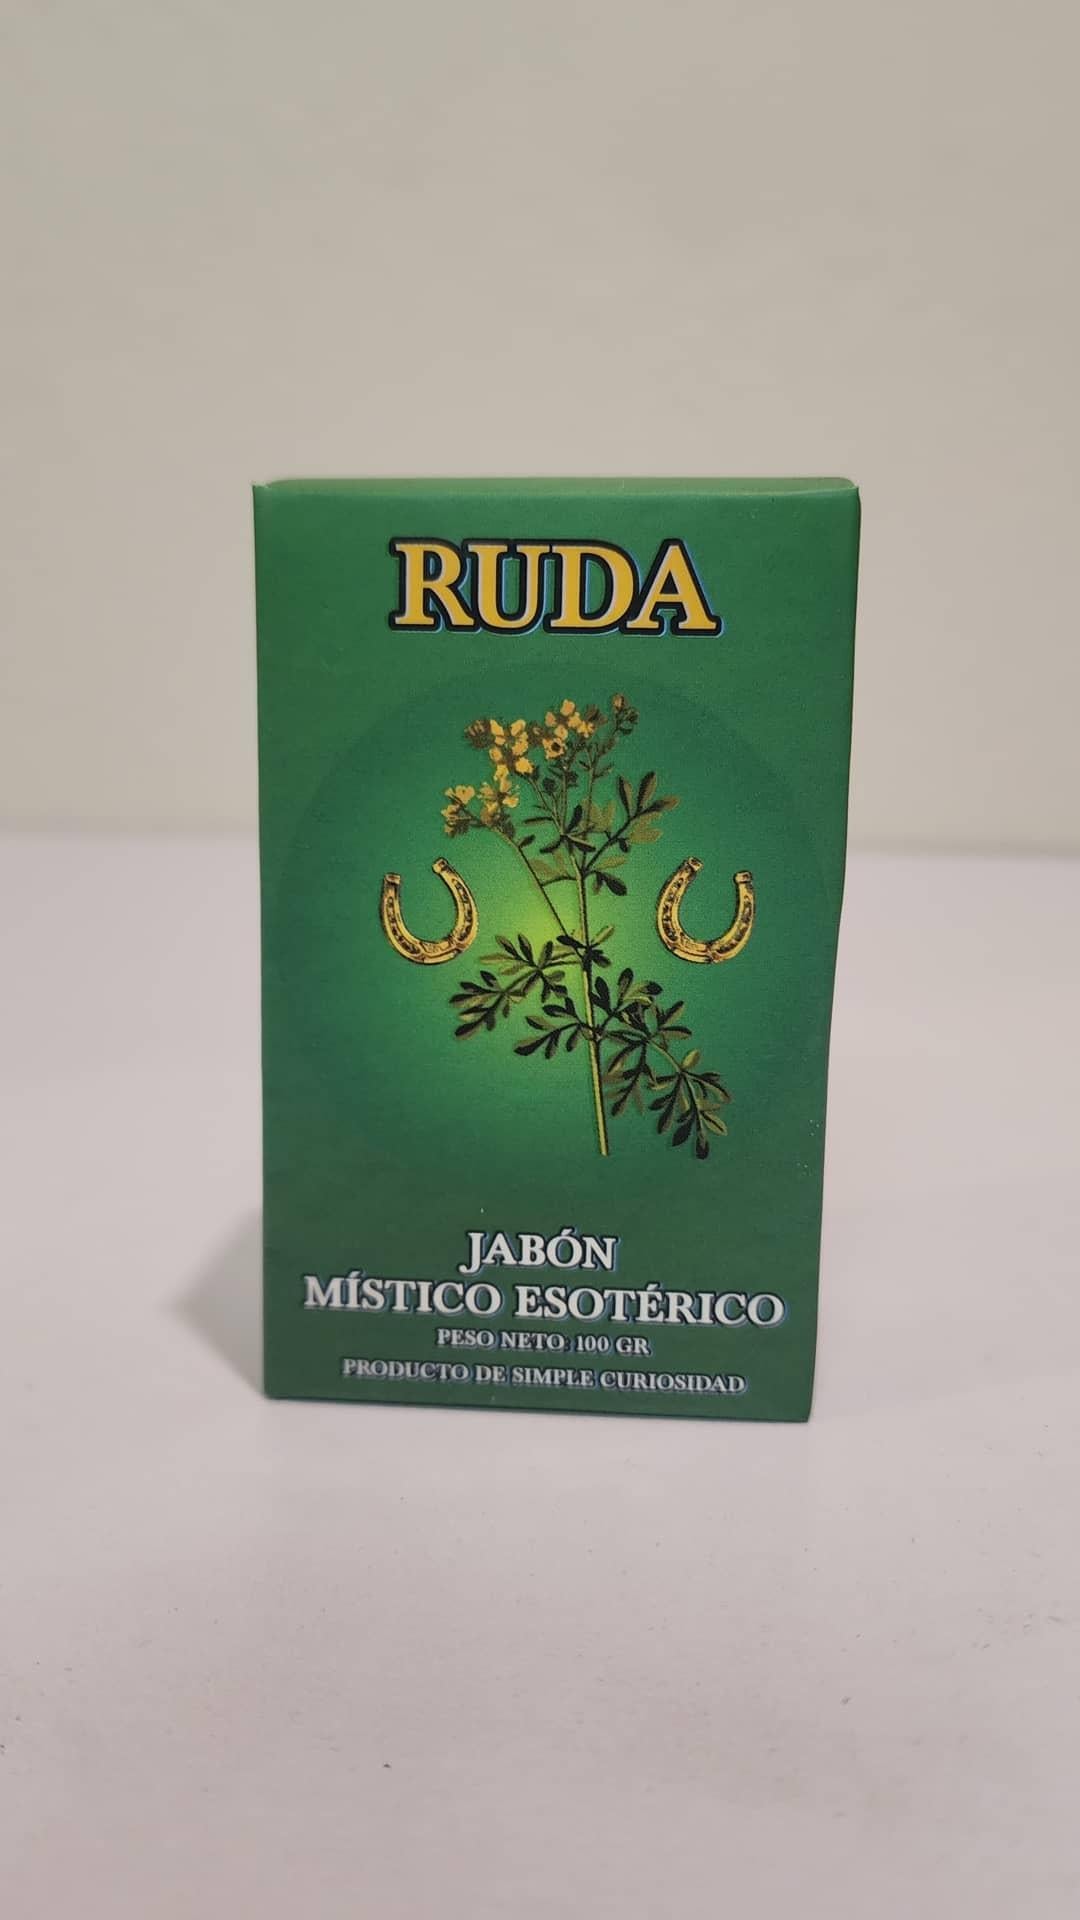 RUDA
JABÓN
MÍSTICO ESOTÉRICO
PESO NETO: 100 GR
PRODUCTO DE SIMPLE CURIOSIDAD